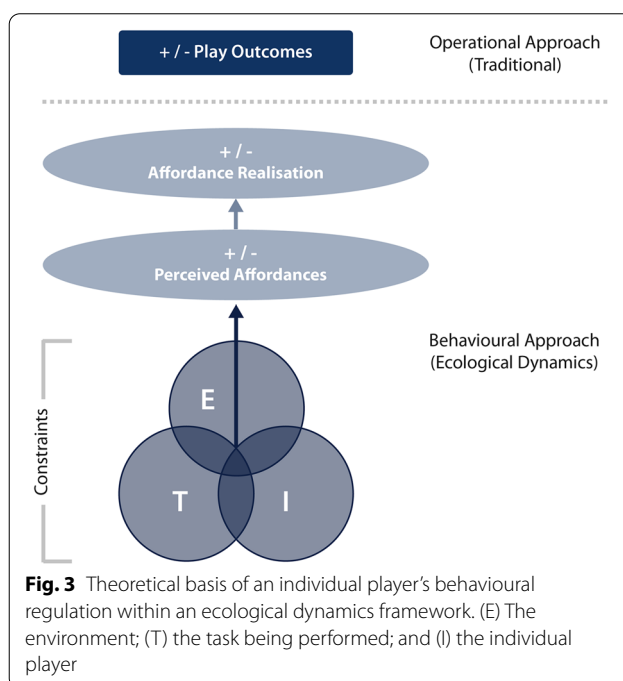 + / - Play Outcomes
Operational Approach
(Traditional)
+ / -
Affordance Realisation
+ / -
Perceived Affordances
Behavioural Approach
(Ecological Dynamics)
Constraints
E
T
I
Fig. 3 Theoretical basis of an individual player’s behavioural
regulation within an ecological dynamics framework. (E) The
environment; (T) the task being performed; and (I) the individual
player